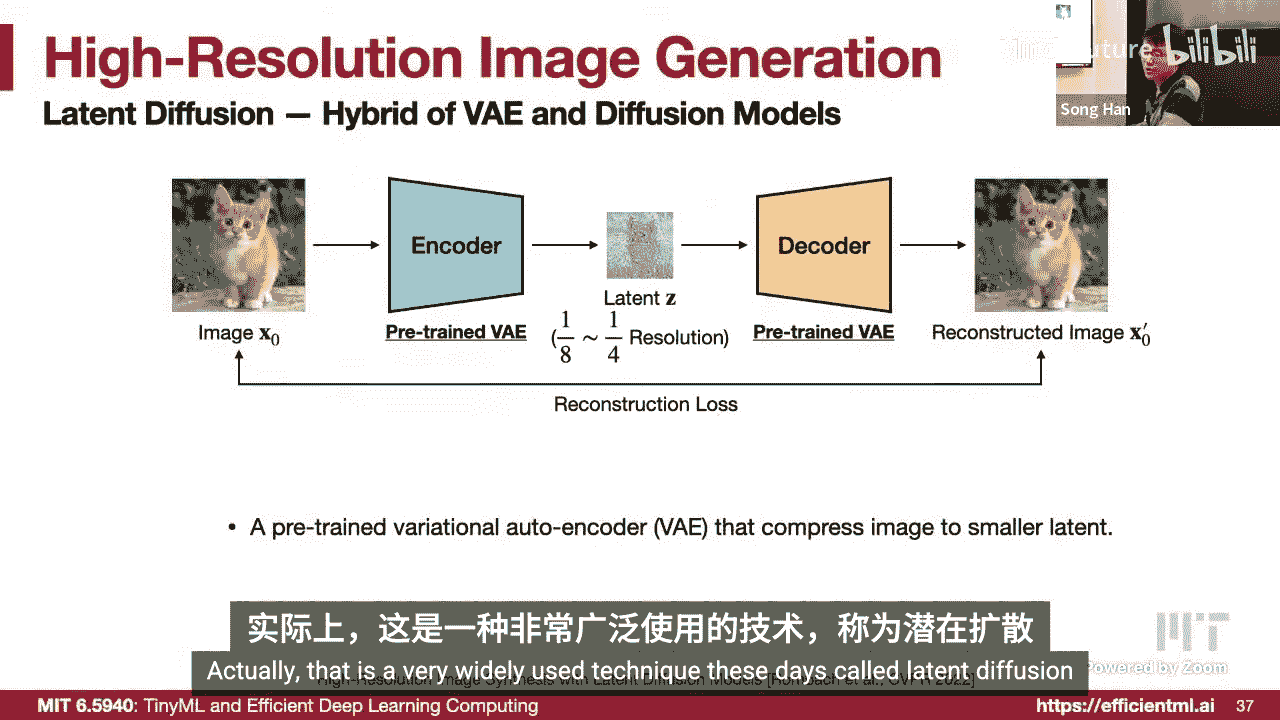 High-Resolution Image Generation
Latent Diffusion — Hybrid of VAE and Diffusion Models
bilibili
Song Han
Encoder
Decoder
Latent z
Image x₀
Pre-trained VAE
(1/8 ~ 1/4 Resolution)
Pre-trained VAE
Reconstructed Image x₀′
Reconstruction Loss
• A pre-trained variational auto-encoder (VAE) that compress image to smaller latent.
实际上，这是一种非常广泛使用的技术，称为潜在扩散
Actually, that is a very widely used technique these days called latent diffusion
MIT
Powered by Zoom
MIT 6.5940: TinyML and Efficient Deep Learning Computing
https://efficientml.ai
37